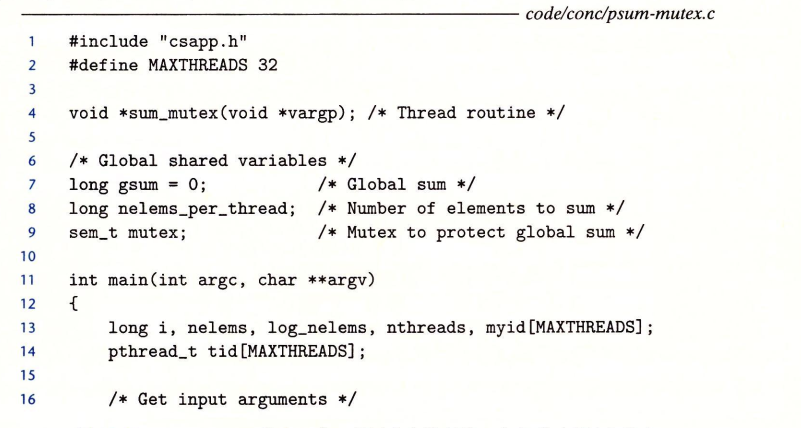 code/conc/psum-mutex.c
1 #include "csapp.h"
2 #define MAXTHREADS 32
3
4 void *sum_mutex(void *vargp); /* Thread routine */
5
6 /* Global shared variables */
7 long gsum = 0; /* Global sum */
8 long nelems_per_thread; /* Number of elements to sum */
9 sem_t mutex; /* Mutex to protect global sum */
10
11 int main(int argc, char **argv)
12 {
13 long i, nelems, log_nelems, nthreads, myid[MAXTHREADS];
14 pthread_t tid[MAXTHREADS];
15
16 /* Get input arguments */